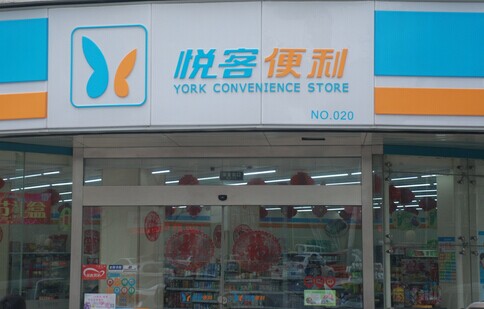 悦客便利
YORK CONVENIENCE STORE
NO.020